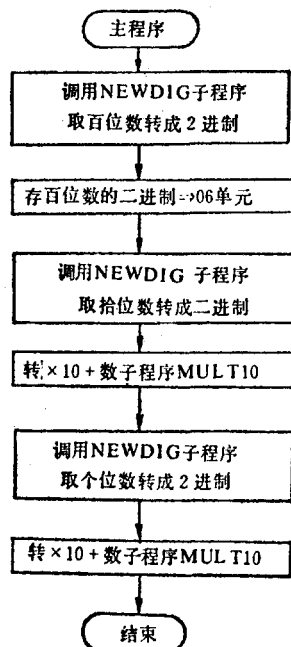 主程序
调用NEWDIG子程序
取百位数转成2进制
存百位数的二进制→06单元
调用NEWDIG 子程序
取拾位数转成二进制
转×10+数子程序MULT10
调用NEWDIG子程序
取个位数转成2进制
转×10+数子程序MULT10
结束